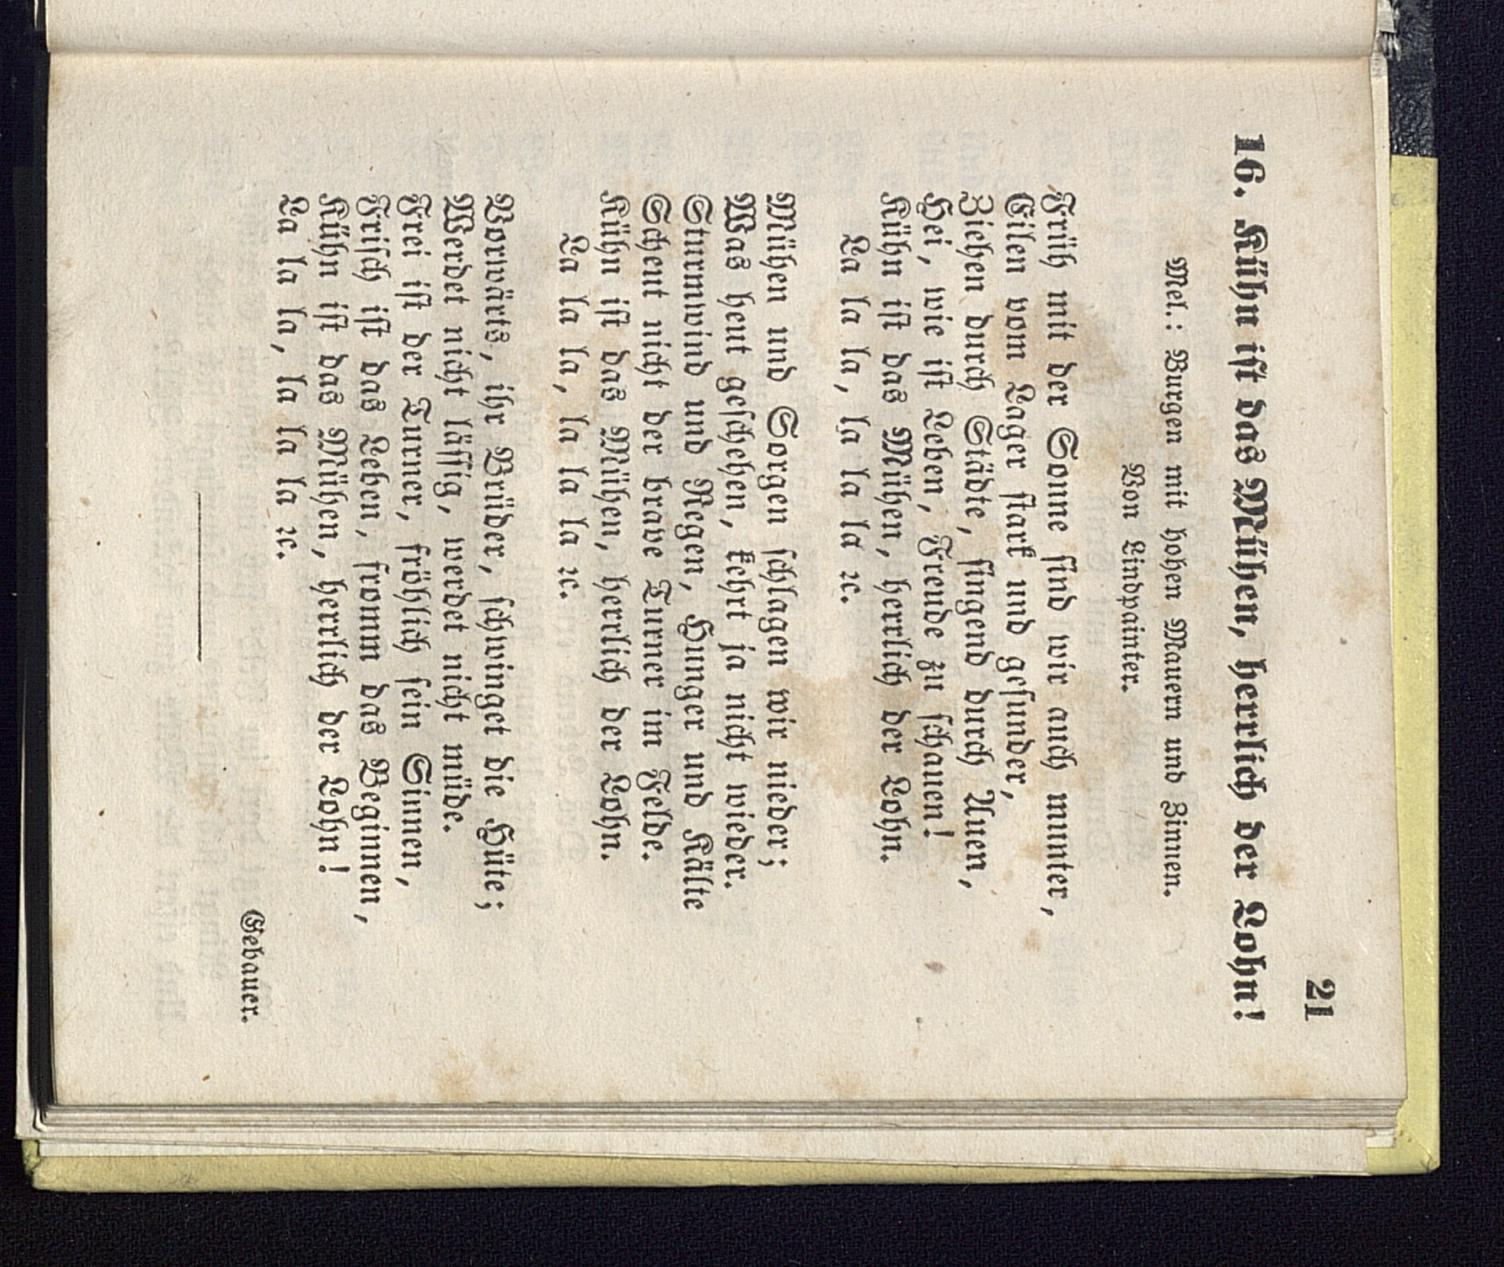 21
16. Kühn ist das Mühen, herrlich der Lohn!
Mel.: Burgen mit hohen Mauern und Zinnen.
Von Lindpainter.
Früh mit der Sonne sind wir auch munter,
Eilen vom Lager stark und gesunder,
Ziehen durch Städte, singend durch Auen,
Hei, wie ist Leben, Freude zu schauen!
Kühn ist das Mühen, herrlich der Lohn.
La la la, la la la ꝛc.
Mühen und Sorgen schlagen wir nieder;
Was heut geschehen, kehrt ja nicht wieder.
Sturmwind und Regen, Hunger und Kälte
Scheut nicht der brave Turner im Felde.
Kühn ist das Mühen, herrlich der Lohn.
La la la, la la la ꝛc.
Vorwärts, ihr Brüder, schwinget die Hüte;
Werdet nicht lässig, werdet nicht müde.
Frei ist der Turner, fröhlich sein Sinnen,
Frisch ist das Leben, fromm das Beginnen,
Kühn ist das Mühen, herrlich der Lohn!
La la la, la la la ꝛc.
Gebauer.